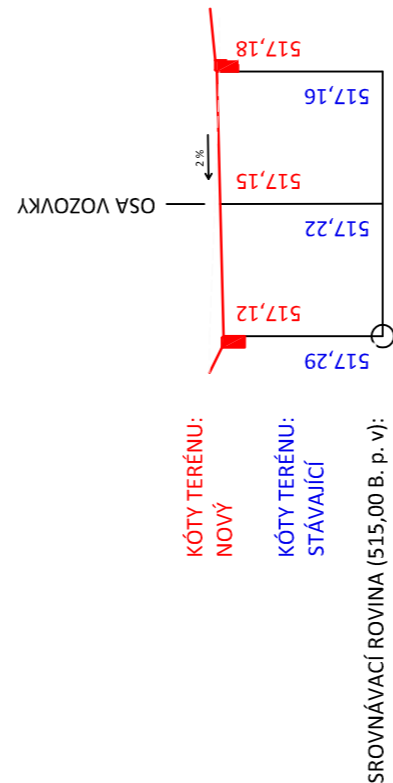 OSA VOZOVKY
2 %
517,12
517,15
517,18
517,29
517,22
517,16
KÓTY TERÉNU:
NOVÝ
KÓTY TERÉNU:
STÁVAJÍCÍ
SROVNÁVACÍ ROVINA (515,00 B. p. v):